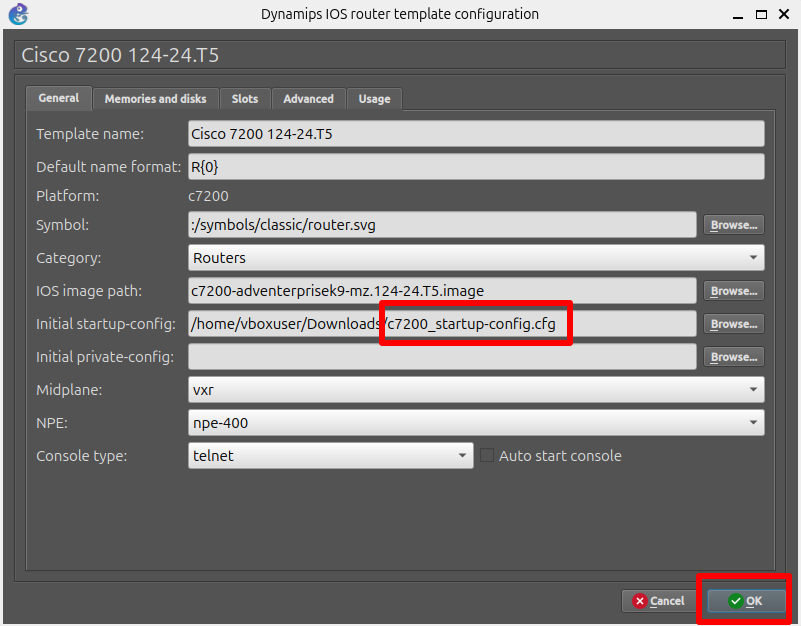 Dynamips IOS router template configuration
Cisco 7200 124-24.T5
General Memories and disks Slots Advanced Usage
Template name: Cisco 7200 124-24.T5
Default name format: R{0}
Platform: c7200
Symbol: :/symbols/classic/router.svg Browse...
Category: Routers
IOS image path: c7200-adventerprisek9-mz.124-24.T5.image Browse...
Initial startup-config: /home/vboxuser/Downloads/c7200_startup-config.cfg Browse...
Initial private-config: Browse...
Midplane: vxr
NPE: npe-400
Console type: telnet Auto start console
Cancel OK